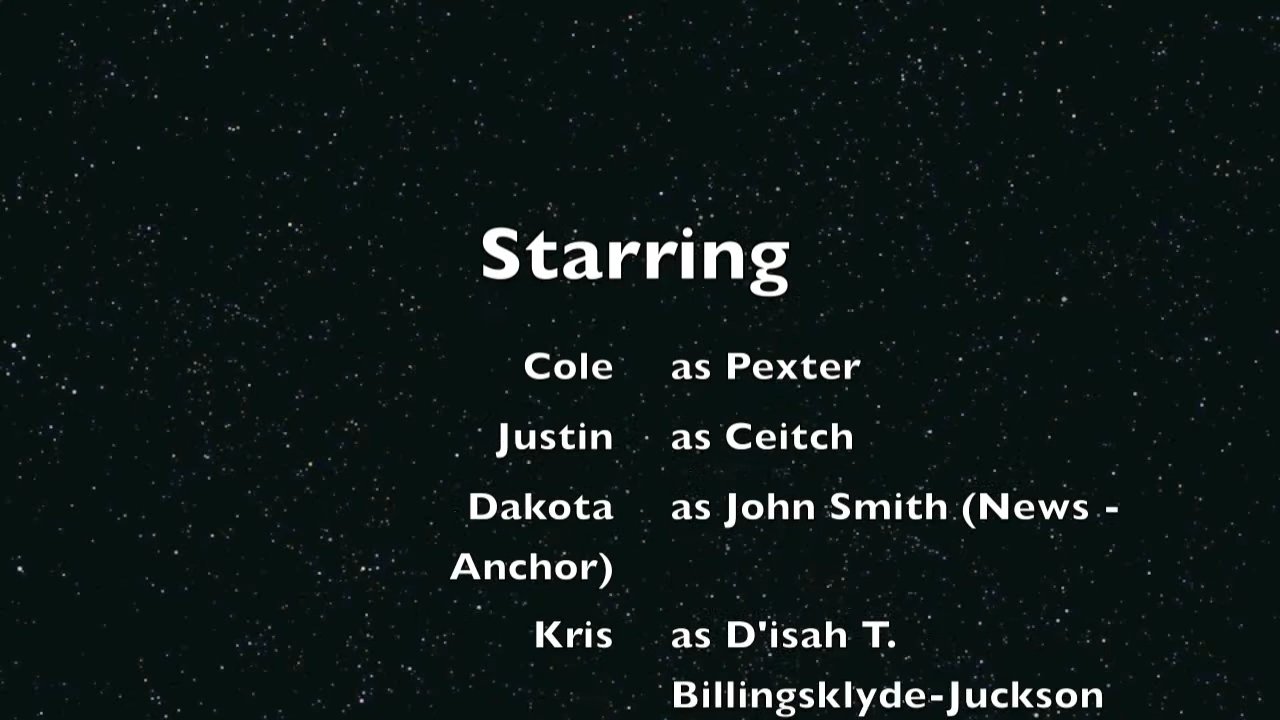 Starring
Cole as Pexter
Justin as Ceitch
Dakota as John Smith (News -
Anchor)
Kris as D'isah T.
Billingsklyde-Juckson